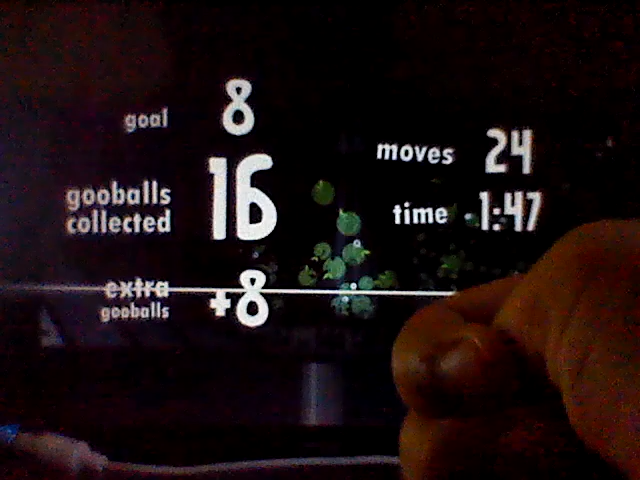 goal 8
gooballs collected 16
extra gooballs +8
moves 24
time 1:47